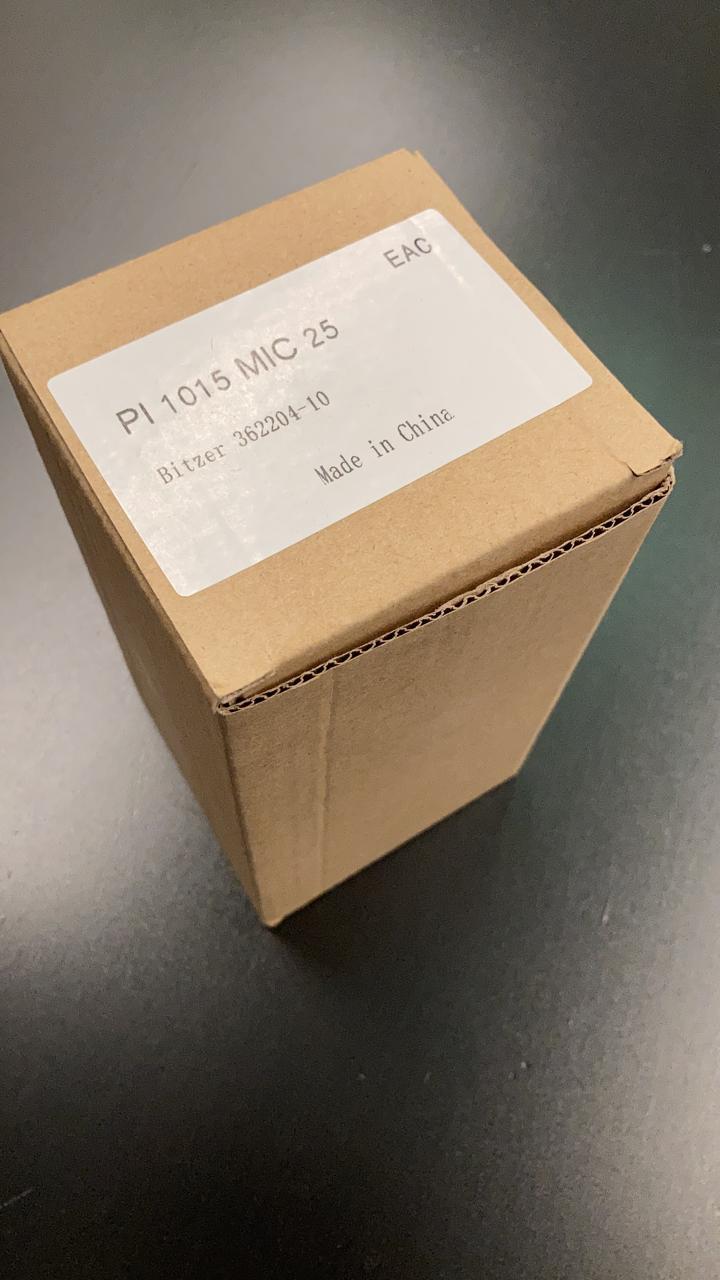 EAC
PI 1015 MIC 25
Bitzer 362204-10
Made in China